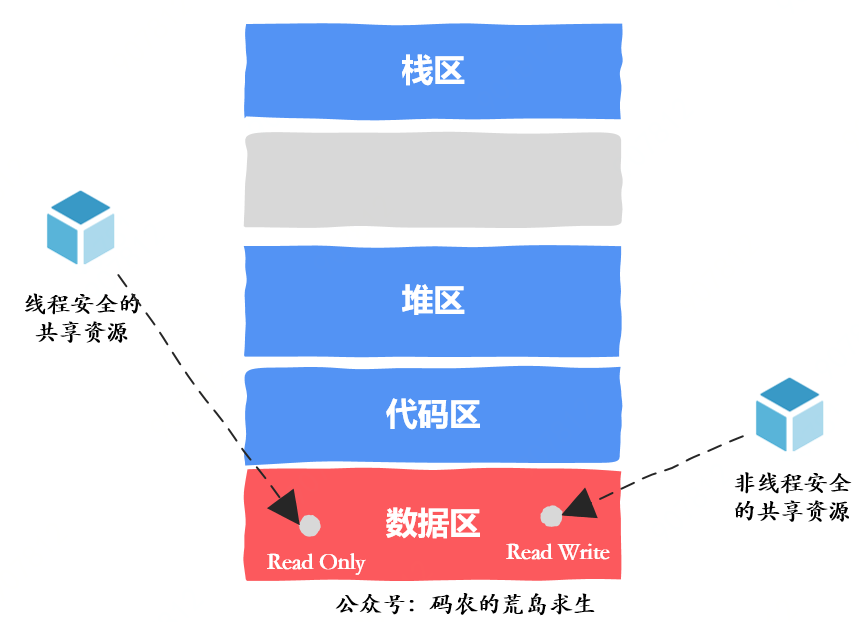 栈区
堆区
线程安全的
共享资源
代码区
非线程安全
的共享资源
数据区
Read Only
Read Write
公众号：码农的荒岛求生